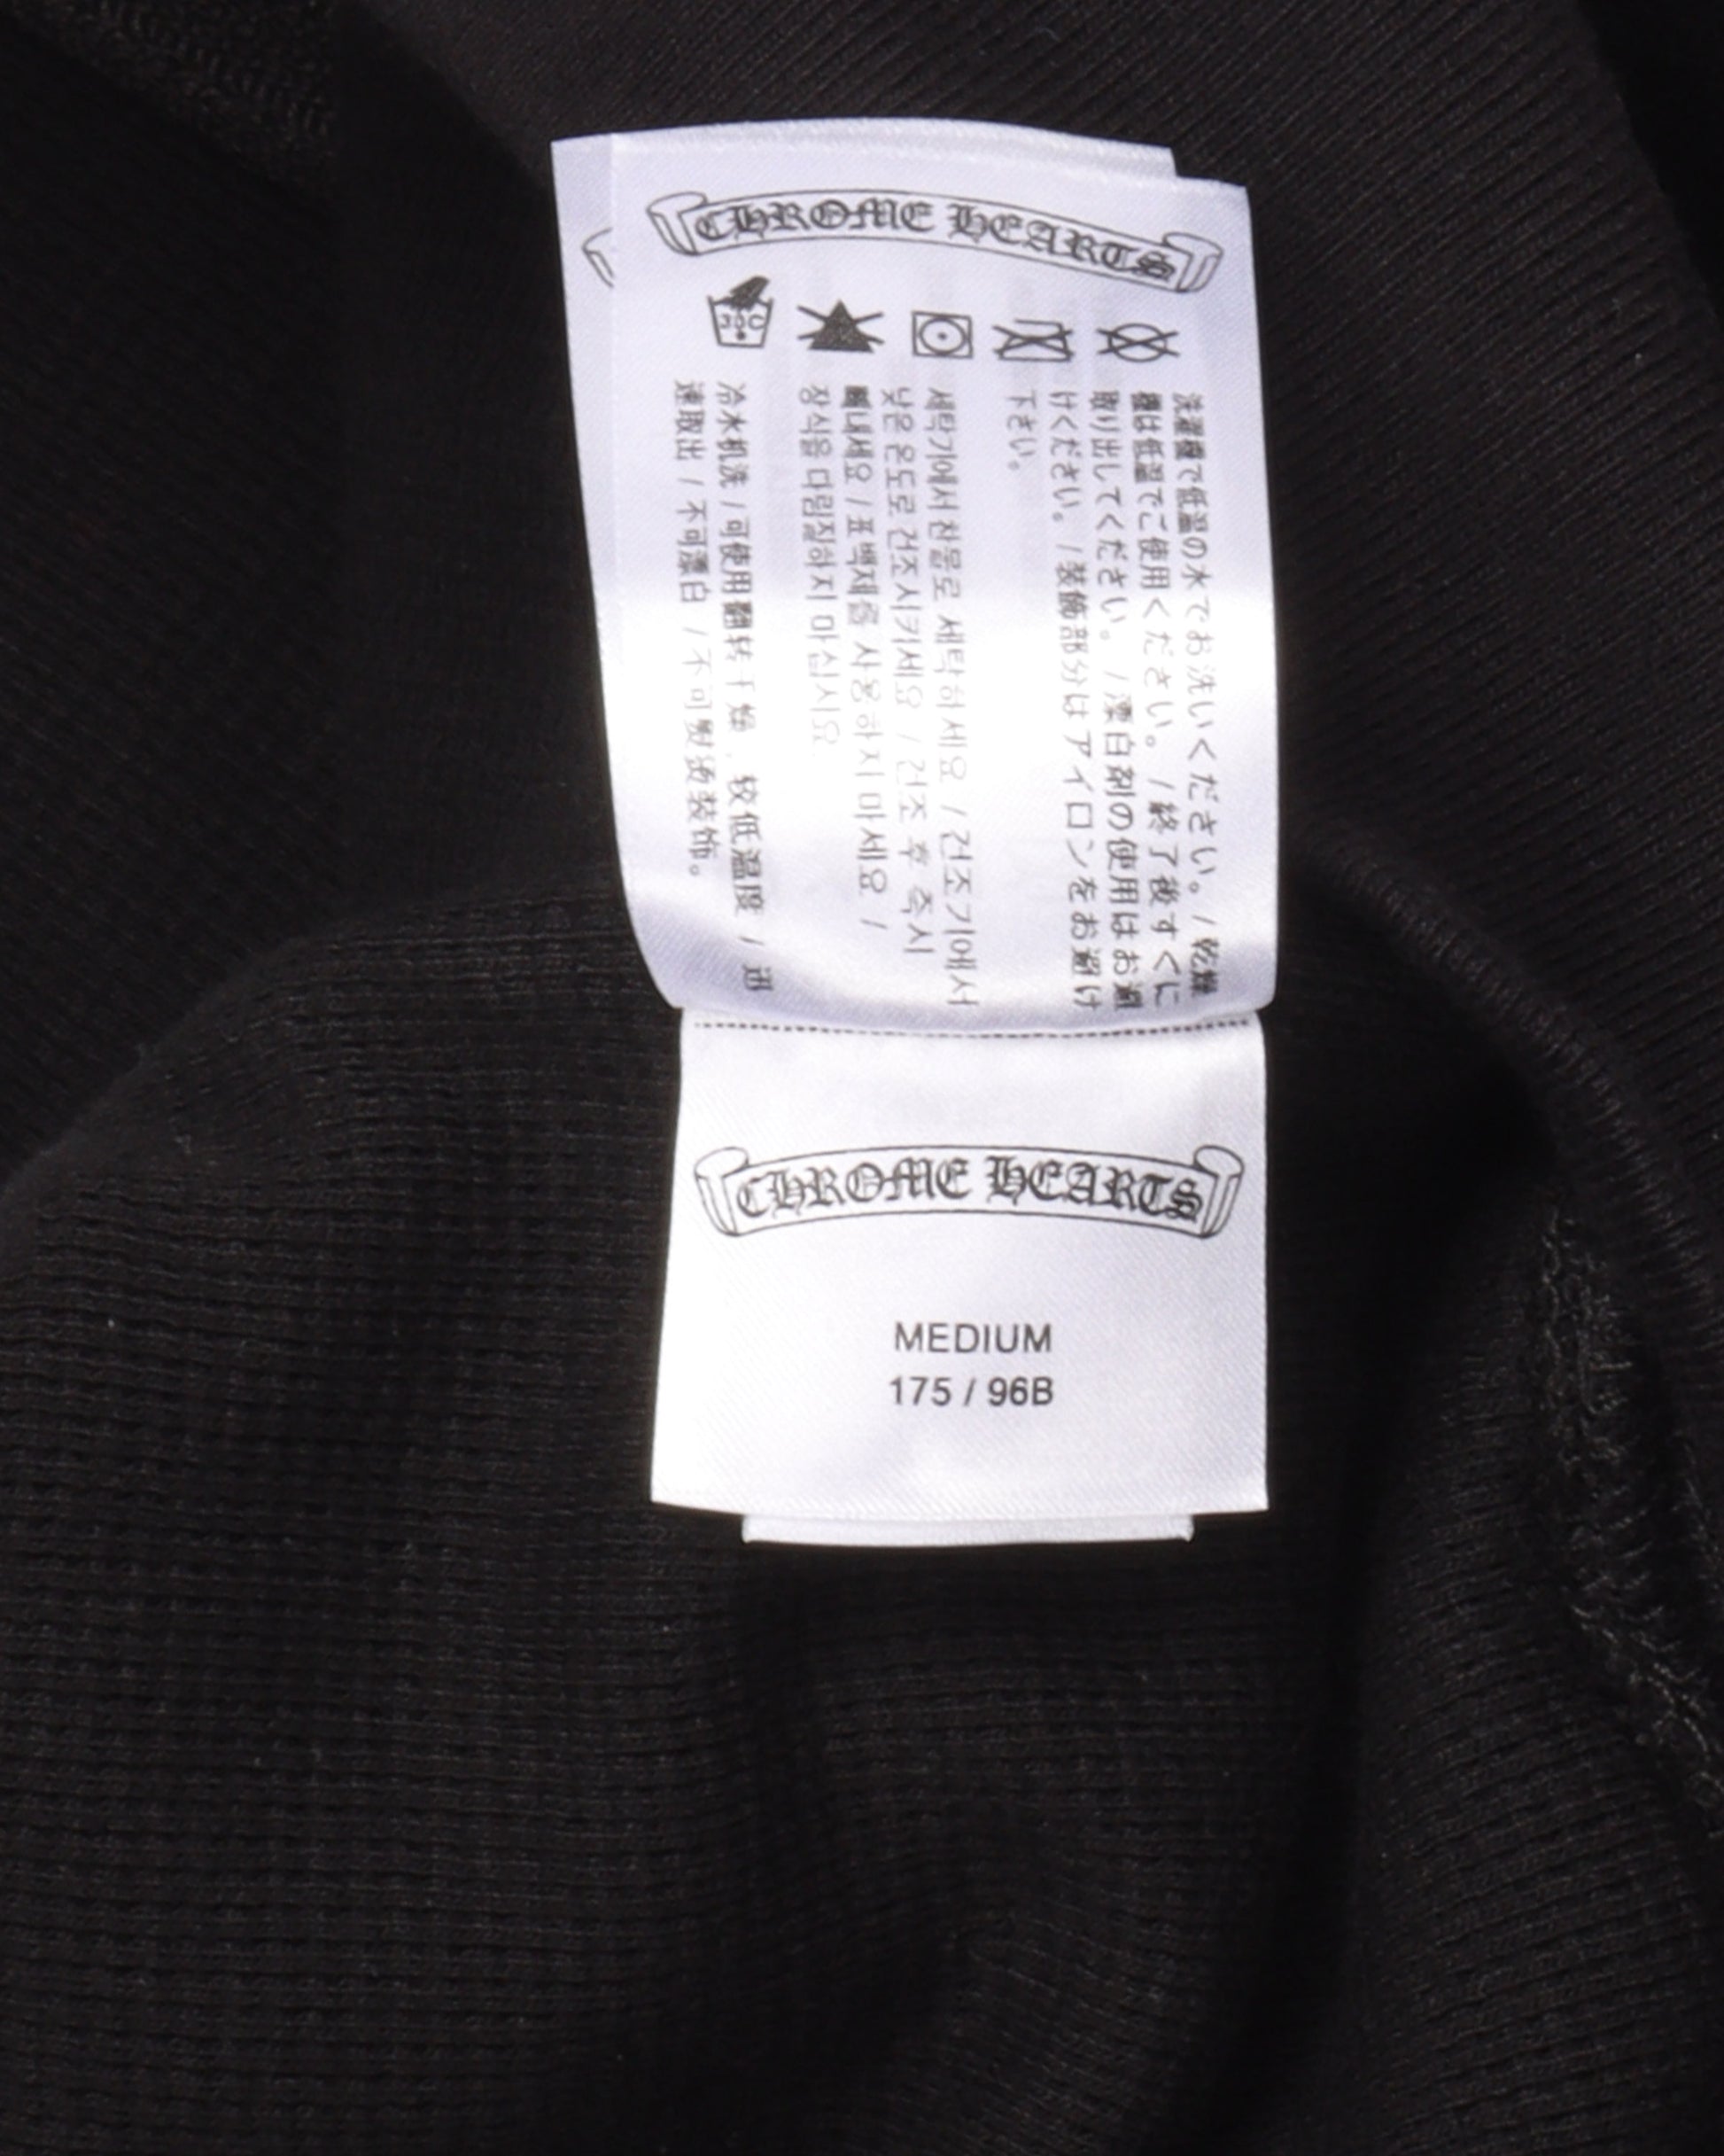 CHROME HEARTS
洗濯機で低温の水でお洗いください。/ 乾燥
機は低温でご使用ください。/ 終了後すぐに
取り出してください。/ 漂白剤の使用はお避
けください。/ 装飾部分はアイロンをお避け
下さい。
세탁기에서 찬물로 세탁하세요 / 건조기에서
낮은 온도로 건조시키세요 / 건조 후 즉시
빼내세요 / 표백제를 사용하지 마세요 /
장식을 다림질하지 마십시요
冷水机洗 / 可使用翻转干燥 , 较低温度 / 迅
速取出 / 不可漂白 / 不可熨烫装饰。
CHROME HEARTS
MEDIUM
175 / 96B